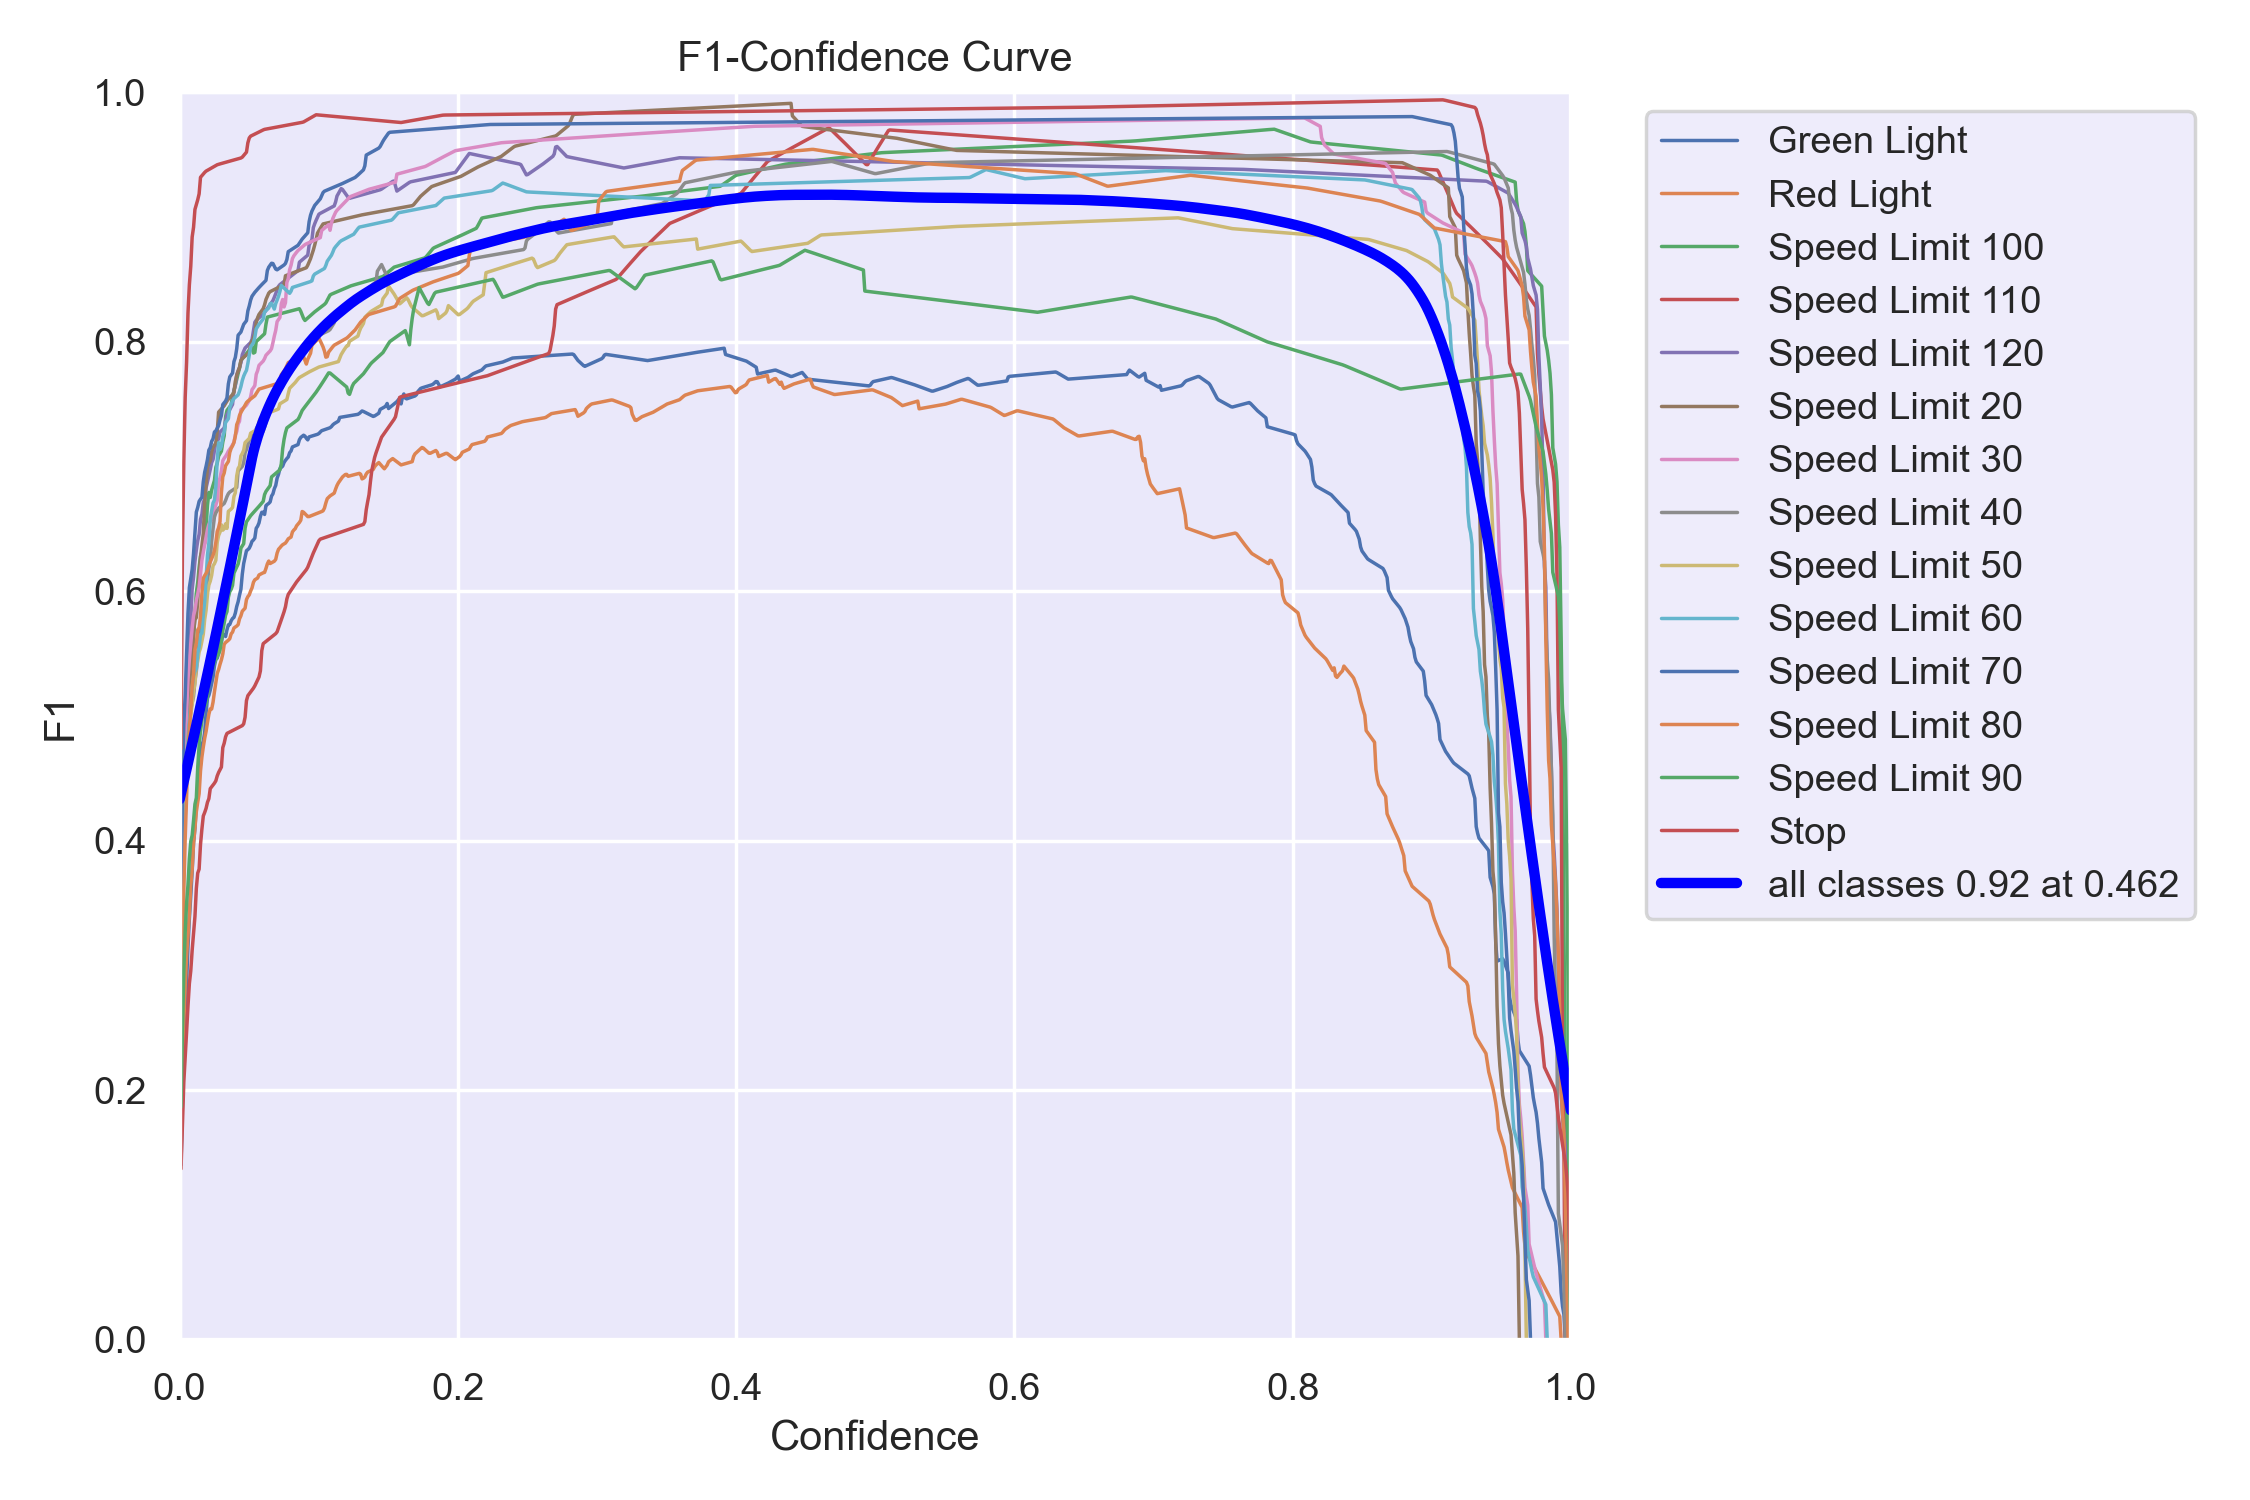 F1-Confidence Curve
1.0
0.8
0.6
0.4
0.2
0.0
F1
0.0 0.2 0.4 0.6 0.8 1.0
Confidence
Green Light
Red Light
Speed Limit 100
Speed Limit 110
Speed Limit 120
Speed Limit 20
Speed Limit 30
Speed Limit 40
Speed Limit 50
Speed Limit 60
Speed Limit 70
Speed Limit 80
Speed Limit 90
Stop
all classes 0.92 at 0.462